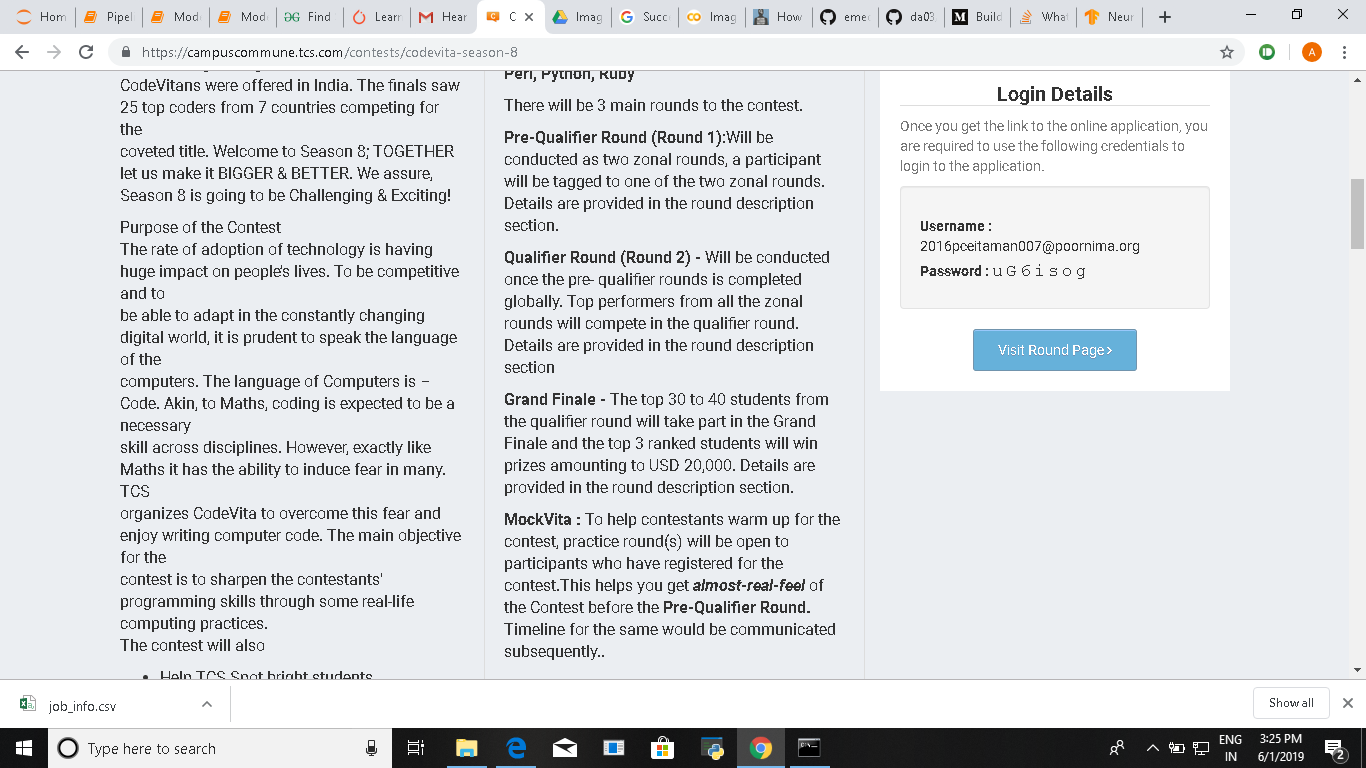 Hom
Pipel
Mod
Mod
Find
Learn
Hear
C
Imag
Succ
Imag
How
emec
da03
Build
Wha
Neur
https://campuscommune.tcs.com/contests/codevita-season-8
A
CodeVitans were offered in India. The finals saw
25 top coders from 7 countries competing for
the
coveted title. Welcome to Season 8; TOGETHER
let us make it BIGGER & BETTER. We assure,
Season 8 is going to be Challenging & Exciting!
Purpose of the Contest
The rate of adoption of technology is having
huge impact on people's lives. To be competitive
and to
be able to adapt in the constantly changing
digital world, it is prudent to speak the language
of the
computers. The language of Computers is –
Code. Akin, to Maths, coding is expected to be a
necessary
skill across disciplines. However, exactly like
Maths it has the ability to induce fear in many.
TCS
organizes CodeVita to overcome this fear and
enjoy writing computer code. The main objective
for the
contest is to sharpen the contestants'
programming skills through some real-life
computing practices.
The contest will also
• Help TCS Spot bright students
Perl, Python, Ruby
There will be 3 main rounds to the contest.
Pre-Qualifier Round (Round 1):Will be
conducted as two zonal rounds, a participant
will be tagged to one of the two zonal rounds.
Details are provided in the round description
section.
Qualifier Round (Round 2) - Will be conducted
once the pre- qualifier rounds is completed
globally. Top performers from all the zonal
rounds will compete in the qualifier round.
Details are provided in the round description
section
Grand Finale - The top 30 to 40 students from
the qualifier round will take part in the Grand
Finale and the top 3 ranked students will win
prizes amounting to USD 20,000. Details are
provided in the round description section.
MockVita : To help contestants warm up for the
contest, practice round(s) will be open to
participants who have registered for the
contest.This helps you get almost-real-feel of
the Contest before the Pre-Qualifier Round.
Timeline for the same would be communicated
subsequently..
Login Details
Once you get the link to the online application, you
are required to use the following credentials to
login to the application.
Username :
2016pceitaman007@poornima.org
Password : uG6isog
Visit Round Page>
job_info.csv
Show all
Type here to search
ENG
IN
3:25 PM
6/1/2019
2